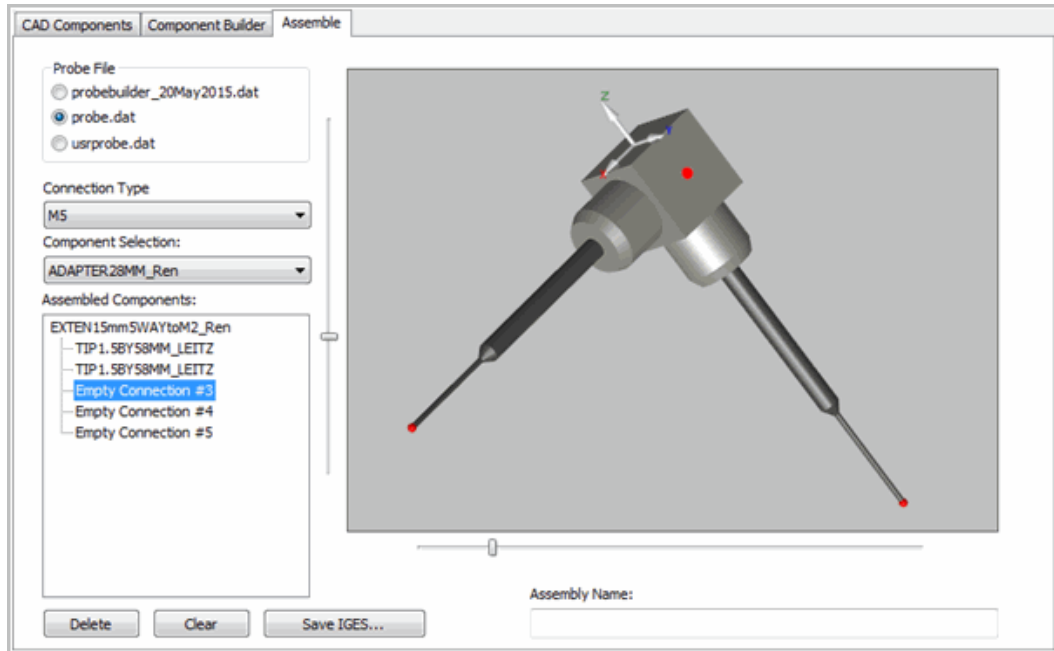 CAD Components Component Builder Assemble
Probe File
probebuilder_20May2015.dat
probe.dat
usrprobe.dat
Connection Type
M5
Component Selection:
ADAPTER28MM_Ren
Assembled Components:
EXTEN15mm5WAYtoM2_Ren
TIP1.5BY58MM_LEITZ
TIP1.5BY58MM_LEITZ
Empty Connection #3
Empty Connection #4
Empty Connection #5
Z
Y
Delete Clear Save IGES...
Assembly Name: